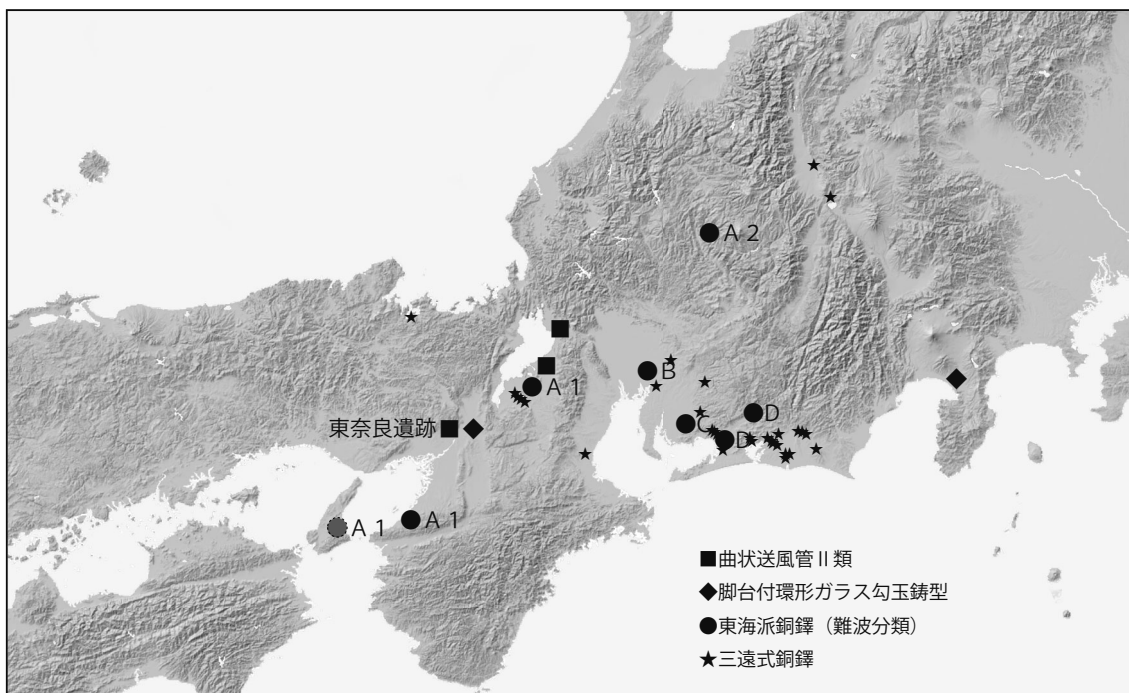 A 2
B
A 1
D
C
東奈良遺跡
D
A 1
A 1
■曲状送風管Ⅱ類
◆脚台付環形ガラス勾玉鋳型
●東海派銅鐸（難波分類）
★三遠式銅鐸